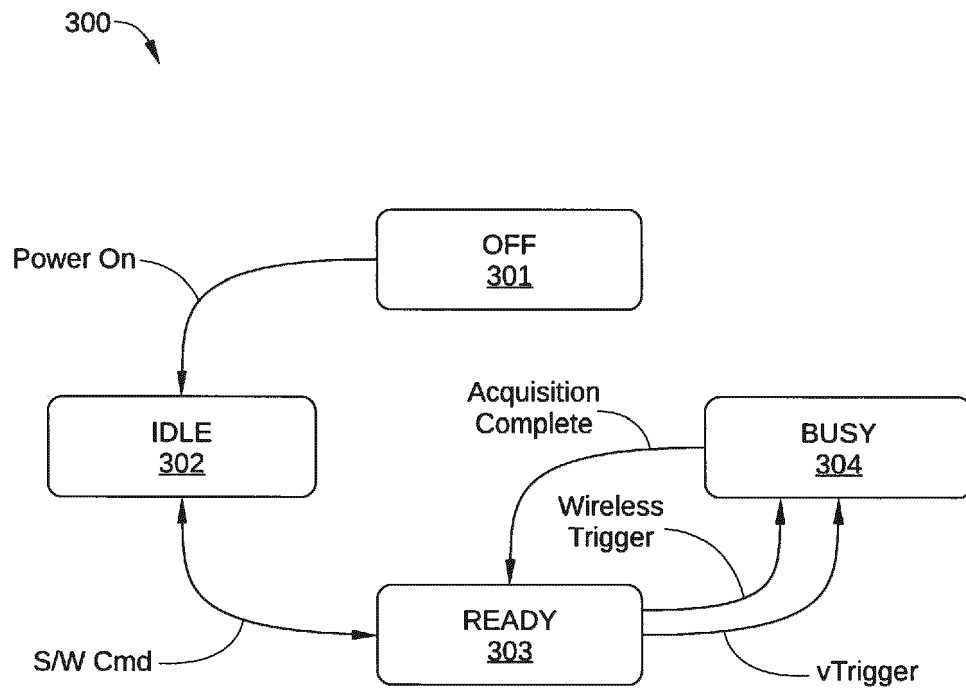 300
OFF
301
Power On
IDLE
302
Acquisition
Complete
BUSY
304
Wireless
Trigger
READY
303
S/W Cmd
vTrigger